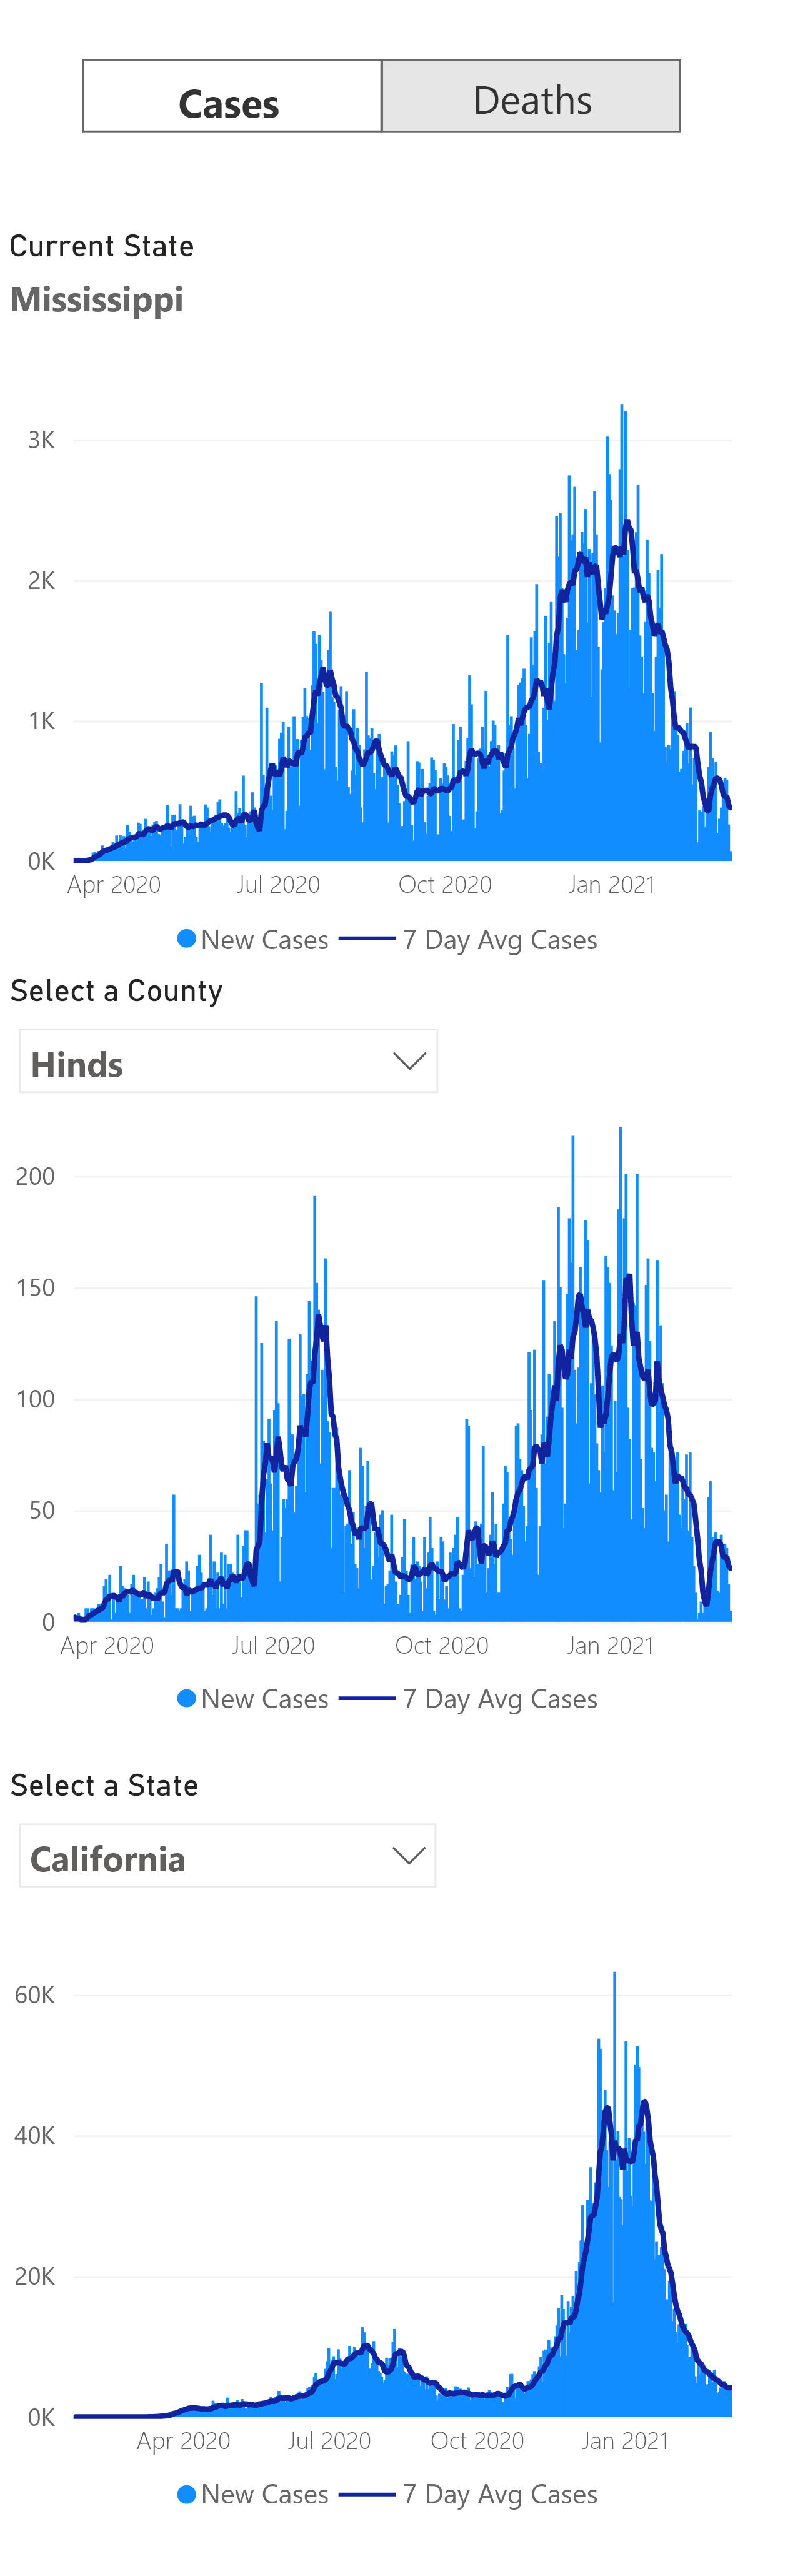 Cases Deaths
Current State
Mississippi
3K
2K
1K
0K
Apr 2020 Jul 2020 Oct 2020 Jan 2021
New Cases 7 Day Avg Cases
Select a County
Hinds
200
150
100
50
0
Apr 2020 Jul 2020 Oct 2020 Jan 2021
New Cases 7 Day Avg Cases
Select a State
California
60K
40K
20K
0K
Apr 2020 Jul 2020 Oct 2020 Jan 2021
New Cases 7 Day Avg Cases